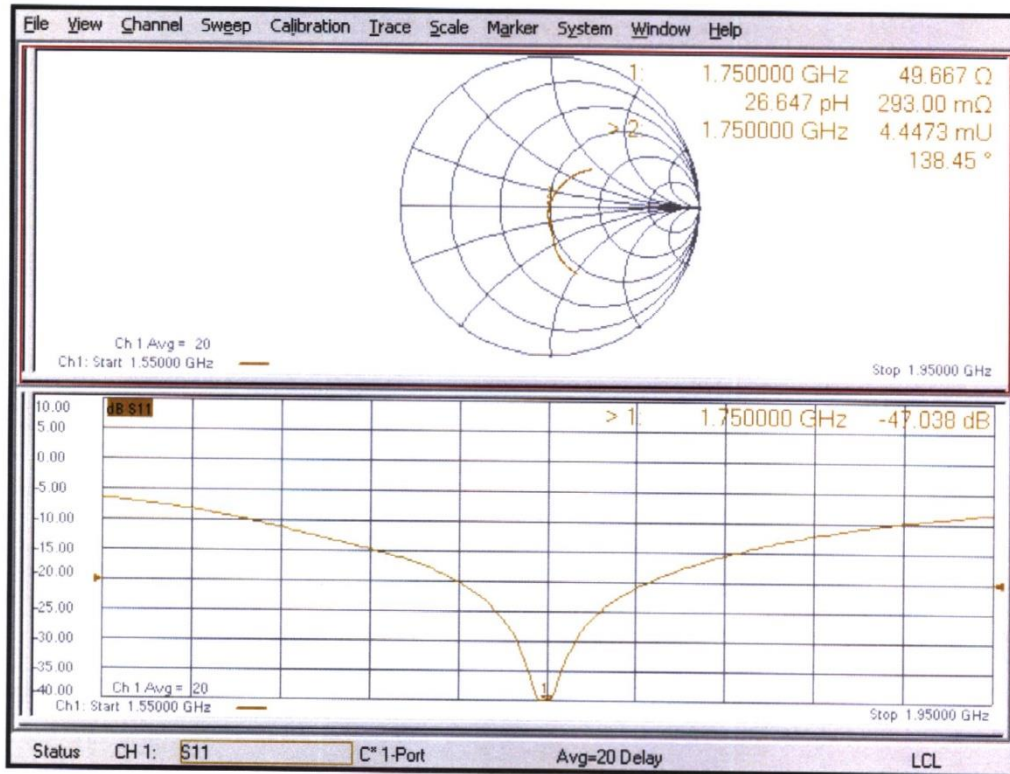 File View Channel Sweep Calibration Trace Scale Marker System Window Help
1: 1.750000 GHz 49.667 Ω
26.647 pH 293.00 mΩ
> 2: 1.750000 GHz 4.4473 mU
138.45 °
Ch 1 Avg = 20
Ch1: Start 1.55000 GHz
Stop 1.95000 GHz
dB S11
> 1: 1.750000 GHz -47.038 dB
10.00
5.00
0.00
-5.00
-10.00
-15.00
-20.00
-25.00
-30.00
-35.00
-40.00
1
Ch 1 Avg = 20
Ch1: Start 1.55000 GHz
Stop 1.95000 GHz
Status CH 1: S11 C* 1-Port Avg=20 Delay LCL